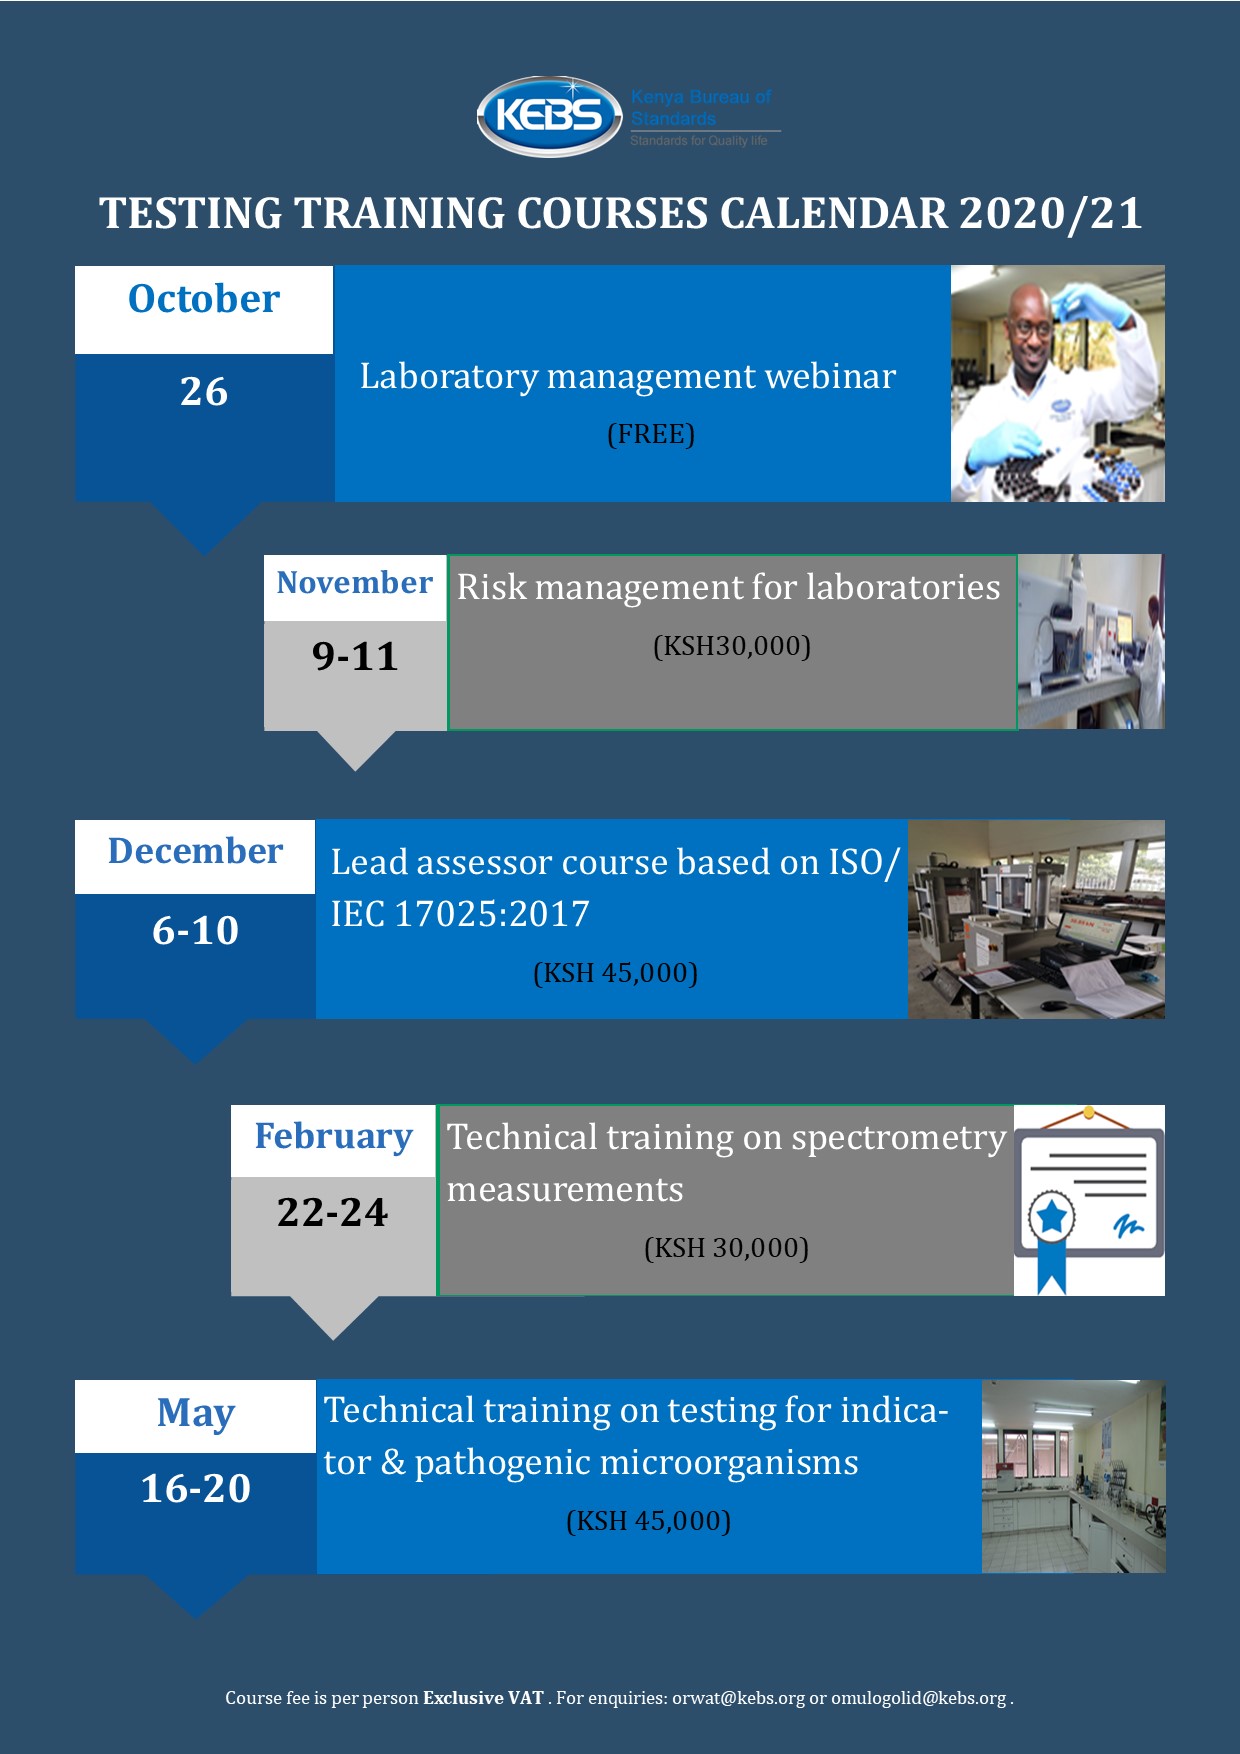 KEBS
Kenya Bureau of
Standards
Standards for Quality life
TESTING TRAINING COURSES CALENDAR 2020/21
October
26
Laboratory management webinar
(FREE)
November
9-11
Risk management for laboratories
(KSH30,000)
December
6-10
Lead assessor course based on ISO/
IEC 17025:2017
(KSH 45,000)
February
22-24
Technical training on spectrometry
measurements
(KSH 30,000)
May
16-20
Technical training on testing for indica-
tor & pathogenic microorganisms
(KSH 45,000)
Course fee is per person Exclusive VAT . For enquiries: orwat@kebs.org or omulogolid@kebs.org .